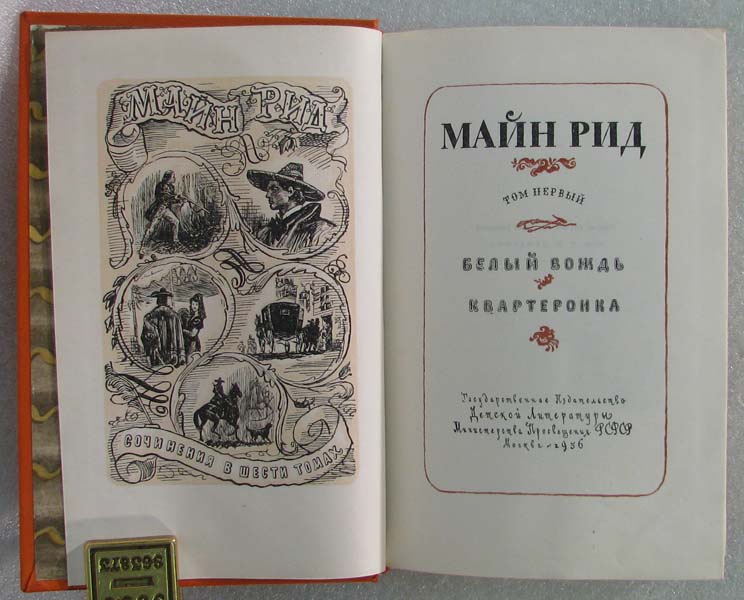 МАЙН РИД
СОЧИНЕНИЯ В ШЕСТИ ТОМАХ
МАЙН РИД
ТОМ ПЕРВЫЙ
БЕЛЫЙ ВОЖДЬ
КВАРТЕРОНКА
Государственное Издательство
Детской Литературы
Министерства Просвещения РСФСР
Москва 1956
963873